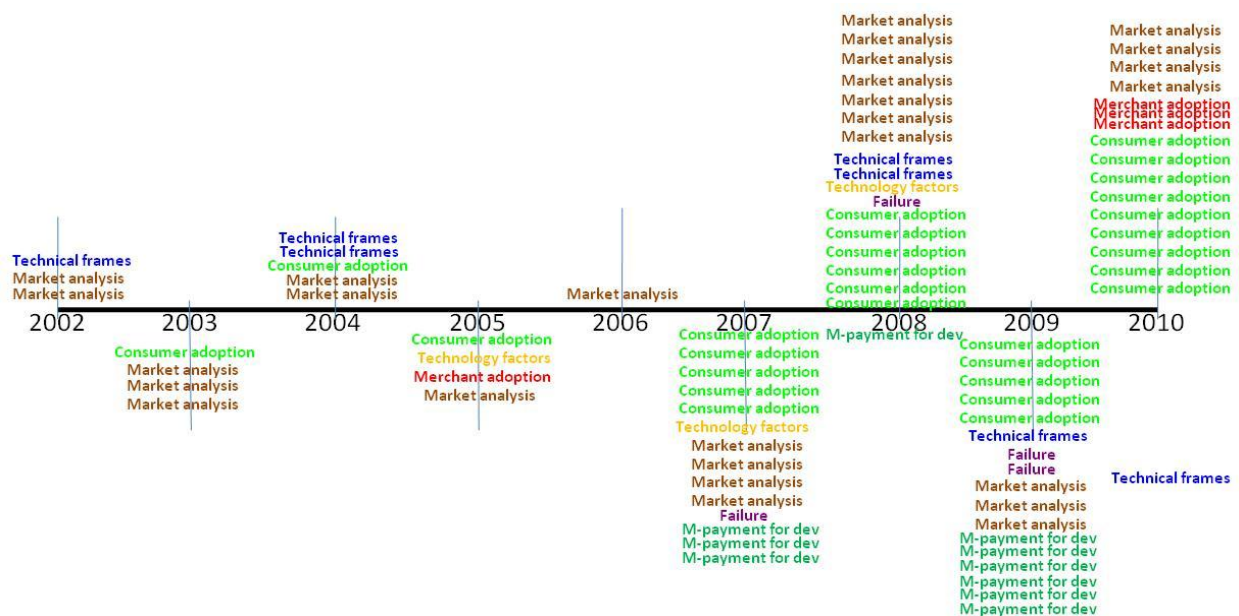 Technical frames
Market analysis
Market analysis
2002
2003
Consumer adoption
Market analysis
Market analysis
Market analysis
Technical frames
Technical frames
Consumer adoption
Market analysis
Market analysis
2004
2005
Consumer adoption
Technology factors
Merchant adoption
Market analysis
Market analysis
2006
2007
Consumer adoption
Consumer adoption
Consumer adoption
Consumer adoption
Consumer adoption
Technology factors
Market analysis
Market analysis
Market analysis
Market analysis
Failure
M-payment for dev
M-payment for dev
M-payment for dev
Market analysis
Market analysis
Market analysis
Market analysis
Market analysis
Market analysis
Market analysis
Technical frames
Technical frames
Technology factors
Failure
Consumer adoption
Consumer adoption
Consumer adoption
Consumer adoption
Consumer adoption
Consumer adoption
2008
M-payment for dev
2009
Consumer adoption
Consumer adoption
Consumer adoption
Consumer adoption
Consumer adoption
Technical frames
Failure
Failure
Market analysis
Market analysis
Market analysis
M-payment for dev
M-payment for dev
M-payment for dev
M-payment for dev
M-payment for dev
M-payment for dev
Market analysis
Market analysis
Market analysis
Market analysis
Merchant adoption
Merchant adoption
Merchant adoption
Consumer adoption
Consumer adoption
Consumer adoption
Consumer adoption
Consumer adoption
Consumer adoption
Consumer adoption
Consumer adoption
Consumer adoption
2010
Technical frames